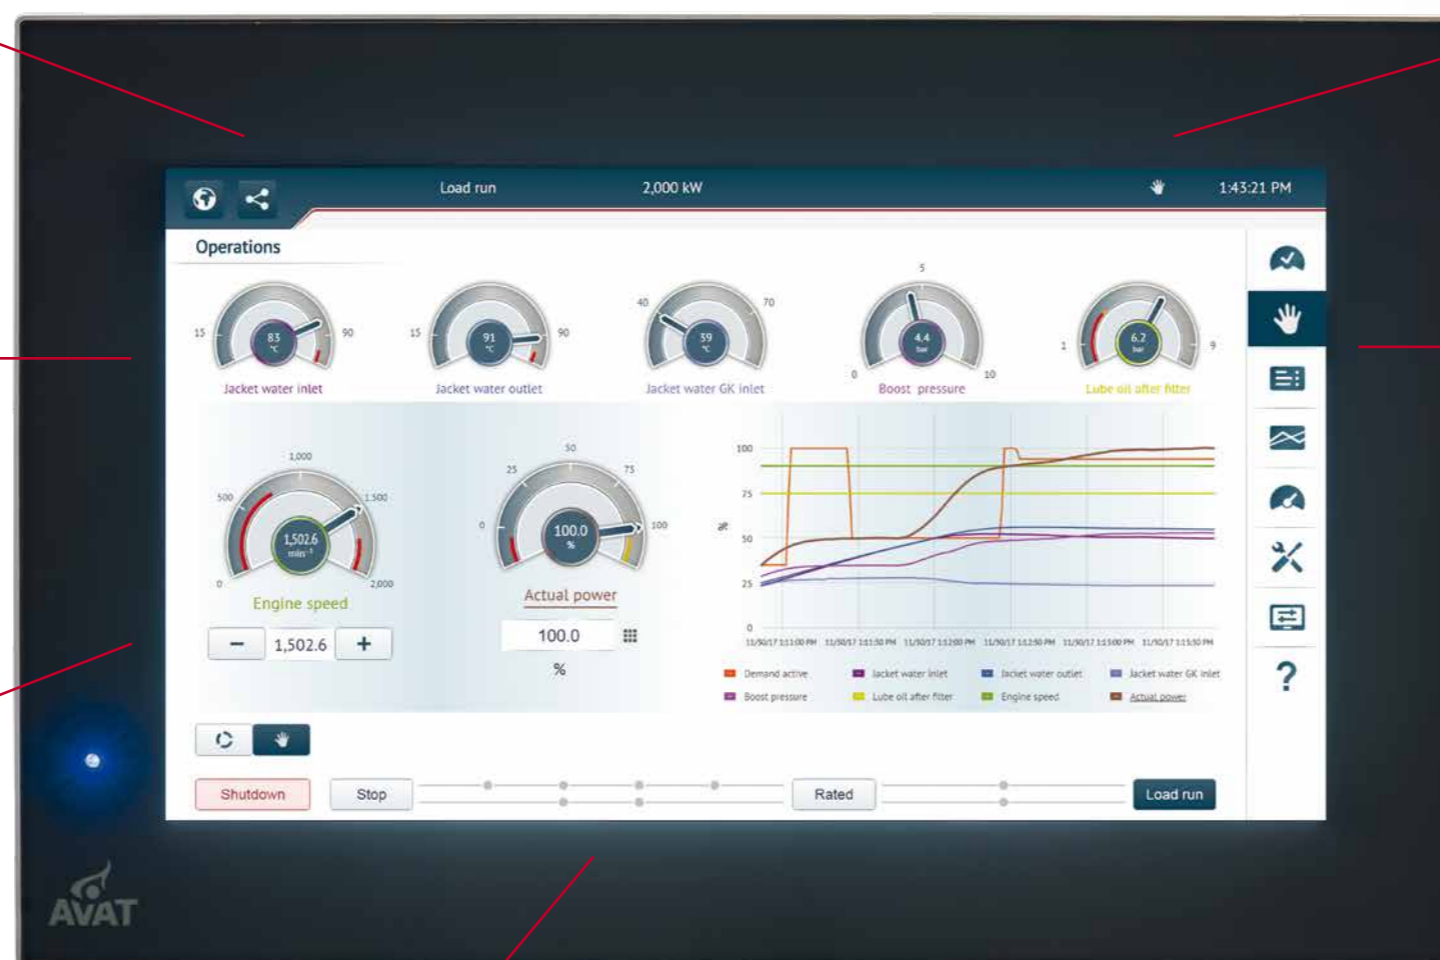 Load run 2,000 kW 1:43:21 PM
Operations
15 90 15 90 40 70 0 5 10 1 9
83 °C
91 °C
39 °C
4.4 bar
6.2 bar
Jacket water inlet
Jacket water outlet
Jacket water GK inlet
Boost pressure
Lube oil after filter
0 500 1,000 1.500 2,000
1,502.6
min⁻¹
Engine speed
− 1,502.6 +
0 25 50 75 100
100.0
%
Actual power
100.0
%
%
100
75
50
25
0
Demand active Jacket water inlet Jacket water outlet Jacket water GK inlet
Boost pressure Lube oil after filter Engine speed Actual power
?
Shutdown Stop Rated Load run
AVAT